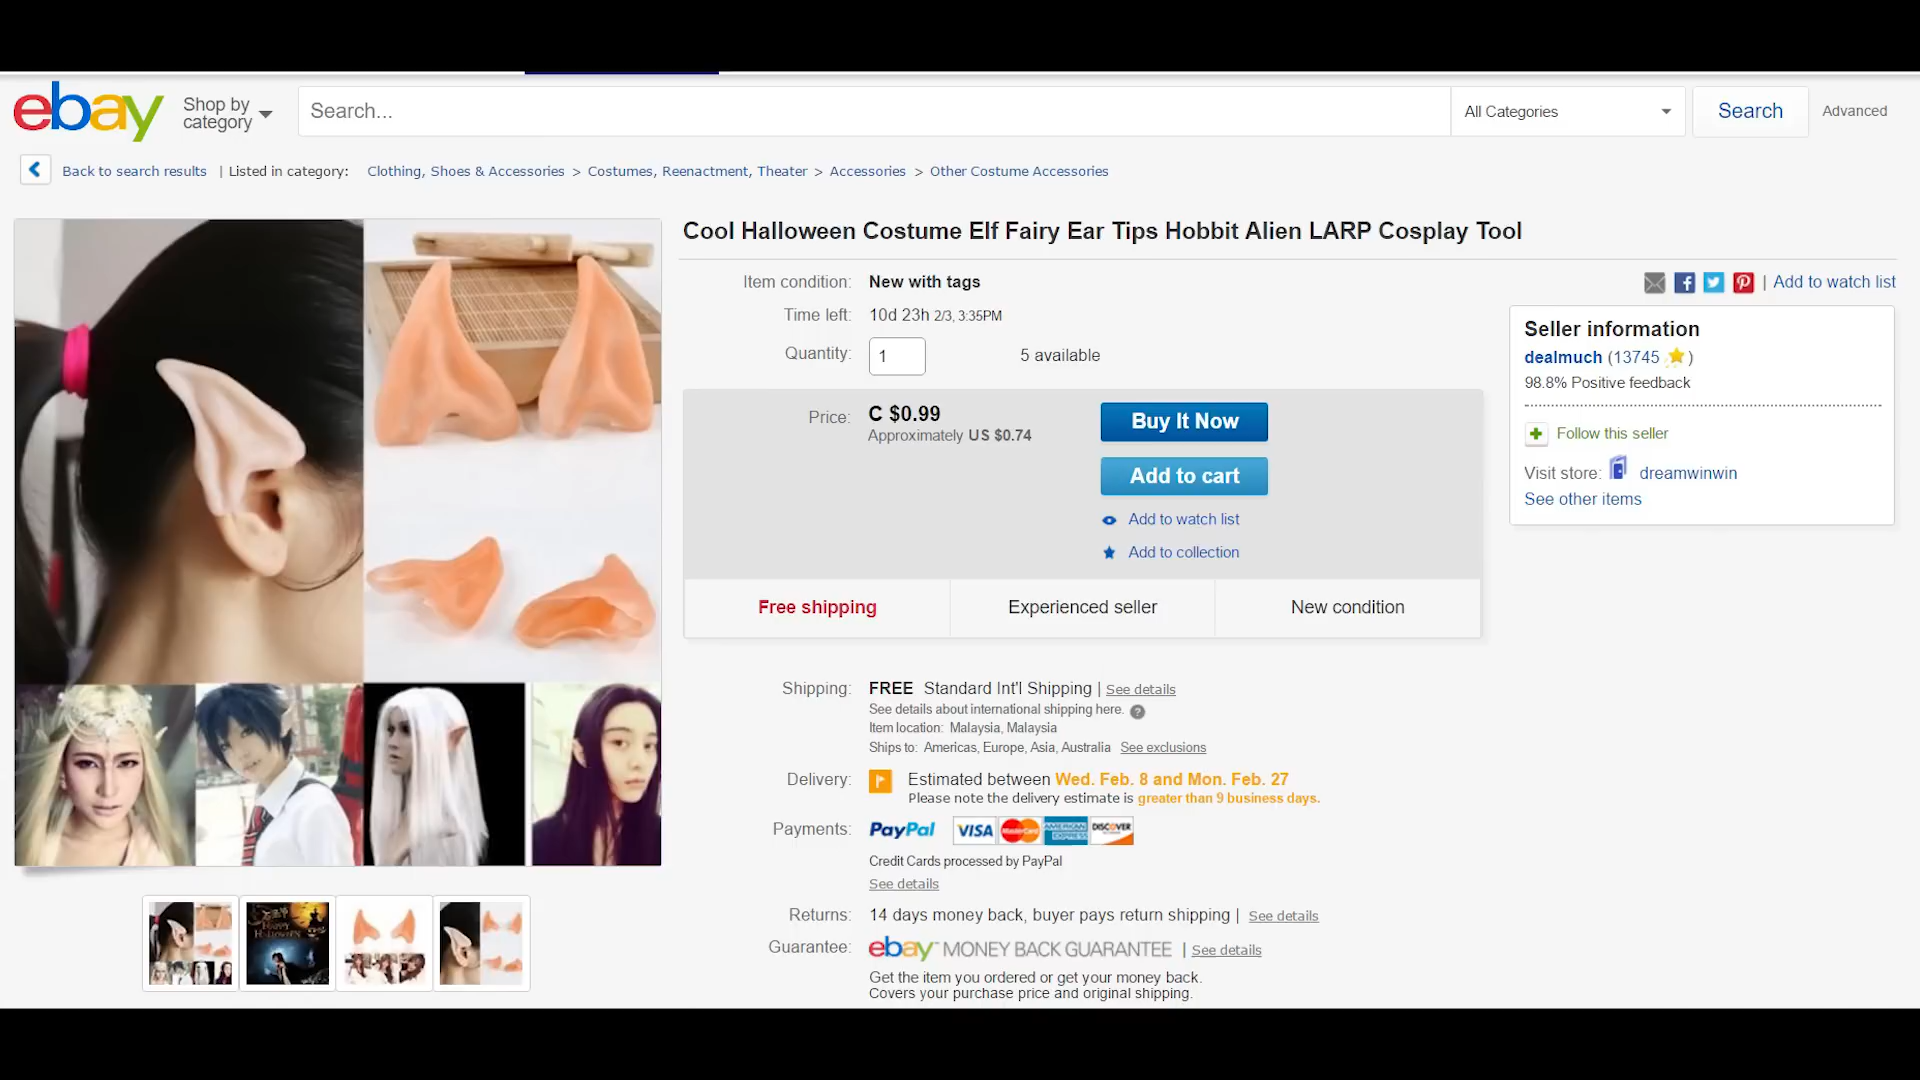 ebay
Shop by
category
Search...
All Categories
Search
Advanced
Back to search results | Listed in category: Clothing, Shoes & Accessories > Costumes, Reenactment, Theater > Accessories > Other Costume Accessories
Cool Halloween Costume Elf Fairy Ear Tips Hobbit Alien LARP Cosplay Tool
Item condition: New with tags
Time left: 10d 23h 2/3, 3:35PM
Quantity: 1 5 available
Price: C $0.99
Approximately US $0.74
Buy It Now
Add to cart
Add to watch list
Add to collection
Free shipping
Experienced seller
New condition
| Add to watch list
Seller information
dealmuch (13745 )
98.8% Positive feedback
Follow this seller
Visit store: dreamwinwin
See other items
Shipping: FREE Standard Int'l Shipping | See details
See details about international shipping here. ?
Item location: Malaysia, Malaysia
Ships to: Americas, Europe, Asia, Australia See exclusions
Delivery: Estimated between Wed. Feb. 8 and Mon. Feb. 27
Please note the delivery estimate is greater than 9 business days.
Payments: PayPal VISA MasterCard AMERICAN EXPRESS DISCOVER
Credit Cards processed by PayPal
See details
Returns: 14 days money back, buyer pays return shipping | See details
Guarantee: ebay MONEY BACK GUARANTEE | See details
Get the item you ordered or get your money back.
Covers your purchase price and original shipping.
HAPPY
HALLOWEEN